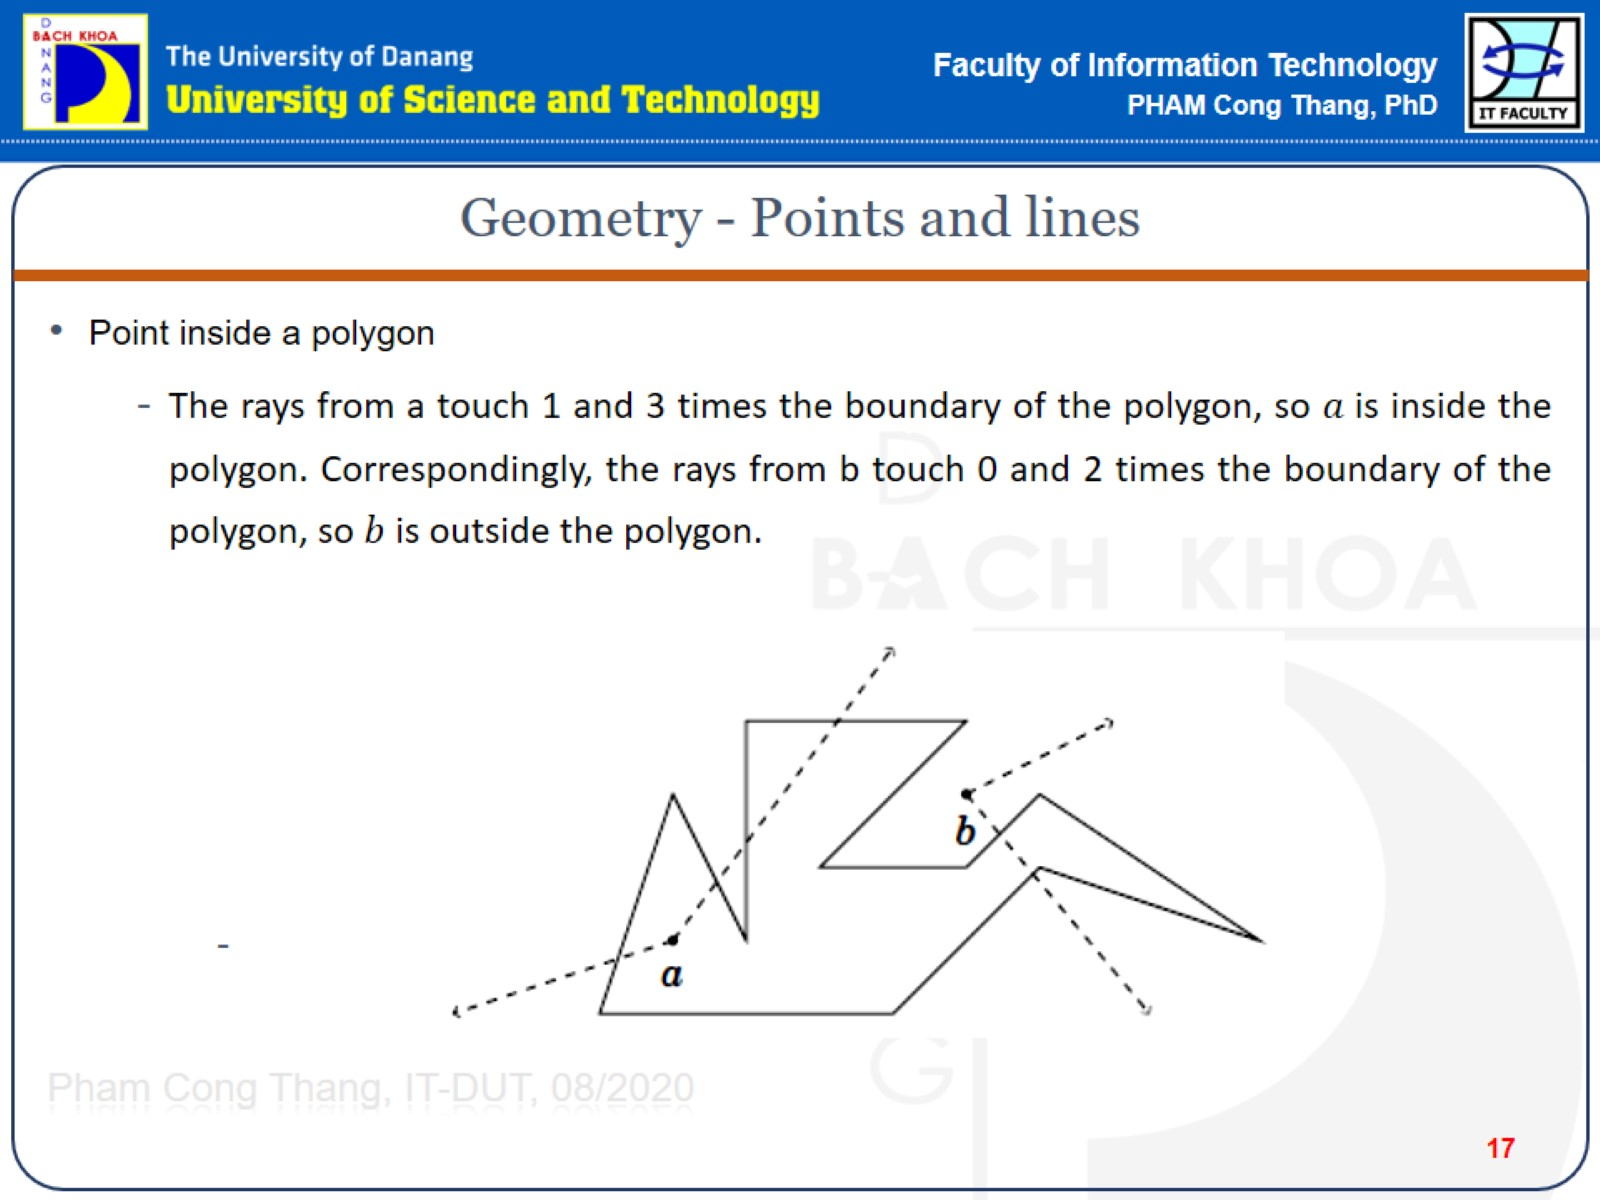 D
BACH KHOA
N
A
N
G
The University of Danang
University of Science and Technology
Faculty of Information Technology
PHAM Cong Thang, PhD
IT FACULTY
Geometry - Points and lines
• Point inside a polygon
- The rays from a touch 1 and 3 times the boundary of the polygon, so a is inside the
polygon. Correspondingly, the rays from b touch 0 and 2 times the boundary of the
polygon, so b is outside the polygon.
D
BACH KHOA
b
-
a
G
Pham Cong Thang, IT-DUT, 08/2020
17